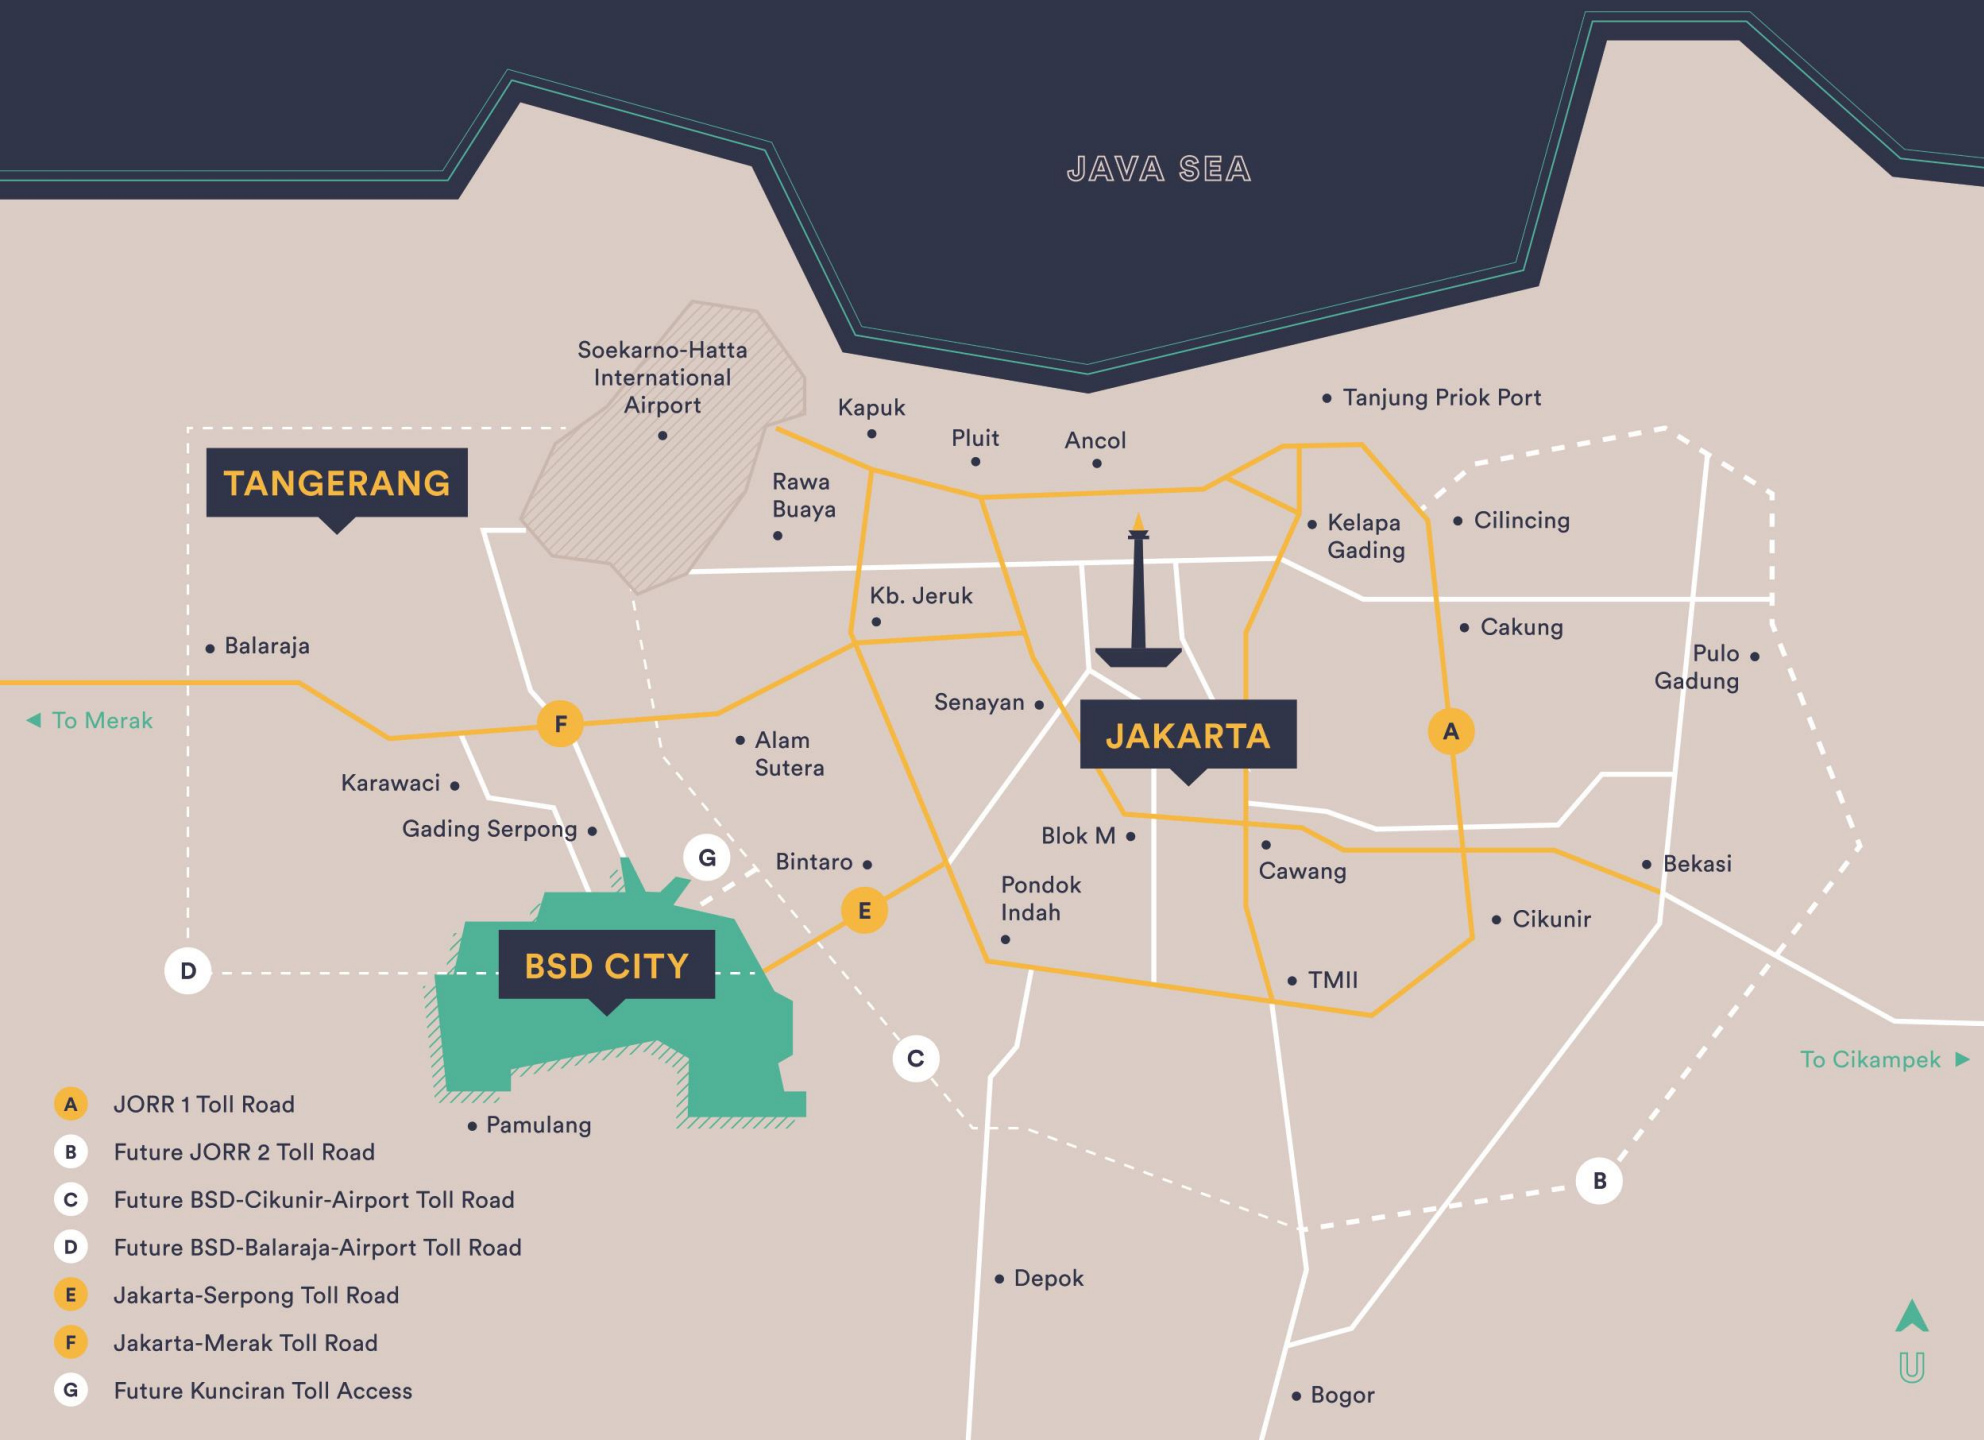 JAVA SEA
Soekarno-Hatta
International
Airport
Kapuk
Tanjung Priok Port
Pluit
Ancol
TANGERANG
Rawa
Buaya
Kelapa
Gading
Cilincing
Kb. Jeruk
Cakung
Balaraja
Pulo
Gadung
Senayan
◄ To Merak
F
JAKARTA
A
Alam
Sutera
Karawaci
Gading Serpong
Blok M
G
Bintaro
Cawang
Bekasi
Pondok
Indah
E
Cikunir
D
BSD CITY
TMII
C
To Cikampek ►
A JORR 1 Toll Road
Pamulang
B Future JORR 2 Toll Road
B
C Future BSD-Cikunir-Airport Toll Road
D Future BSD-Balaraja-Airport Toll Road
Depok
E Jakarta-Serpong Toll Road
F Jakarta-Merak Toll Road
U
G Future Kunciran Toll Access
Bogor